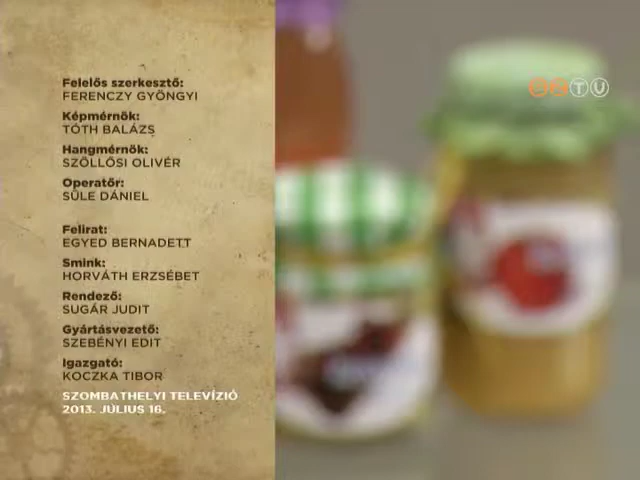 Felelős szerkesztő:
FERENCZY GYÖNGYI
Képmérnök:
TÓTH BALÁZS
Hangmérnök:
SZÖLLŐSI OLIVÉR
Operatőr:
SÜLE DÁNIEL
Felirat:
EGYED BERNADETT
Smink:
HORVÁTH ERZSÉBET
Rendező:
SUGÁR JUDIT
Gyártásvezető:
SZEBÉNYI EDIT
Igazgató:
KOCZKA TIBOR
SZOMBATHELYI TELEVÍZIÓ
2013. JÚLIUS 16.
SZTV